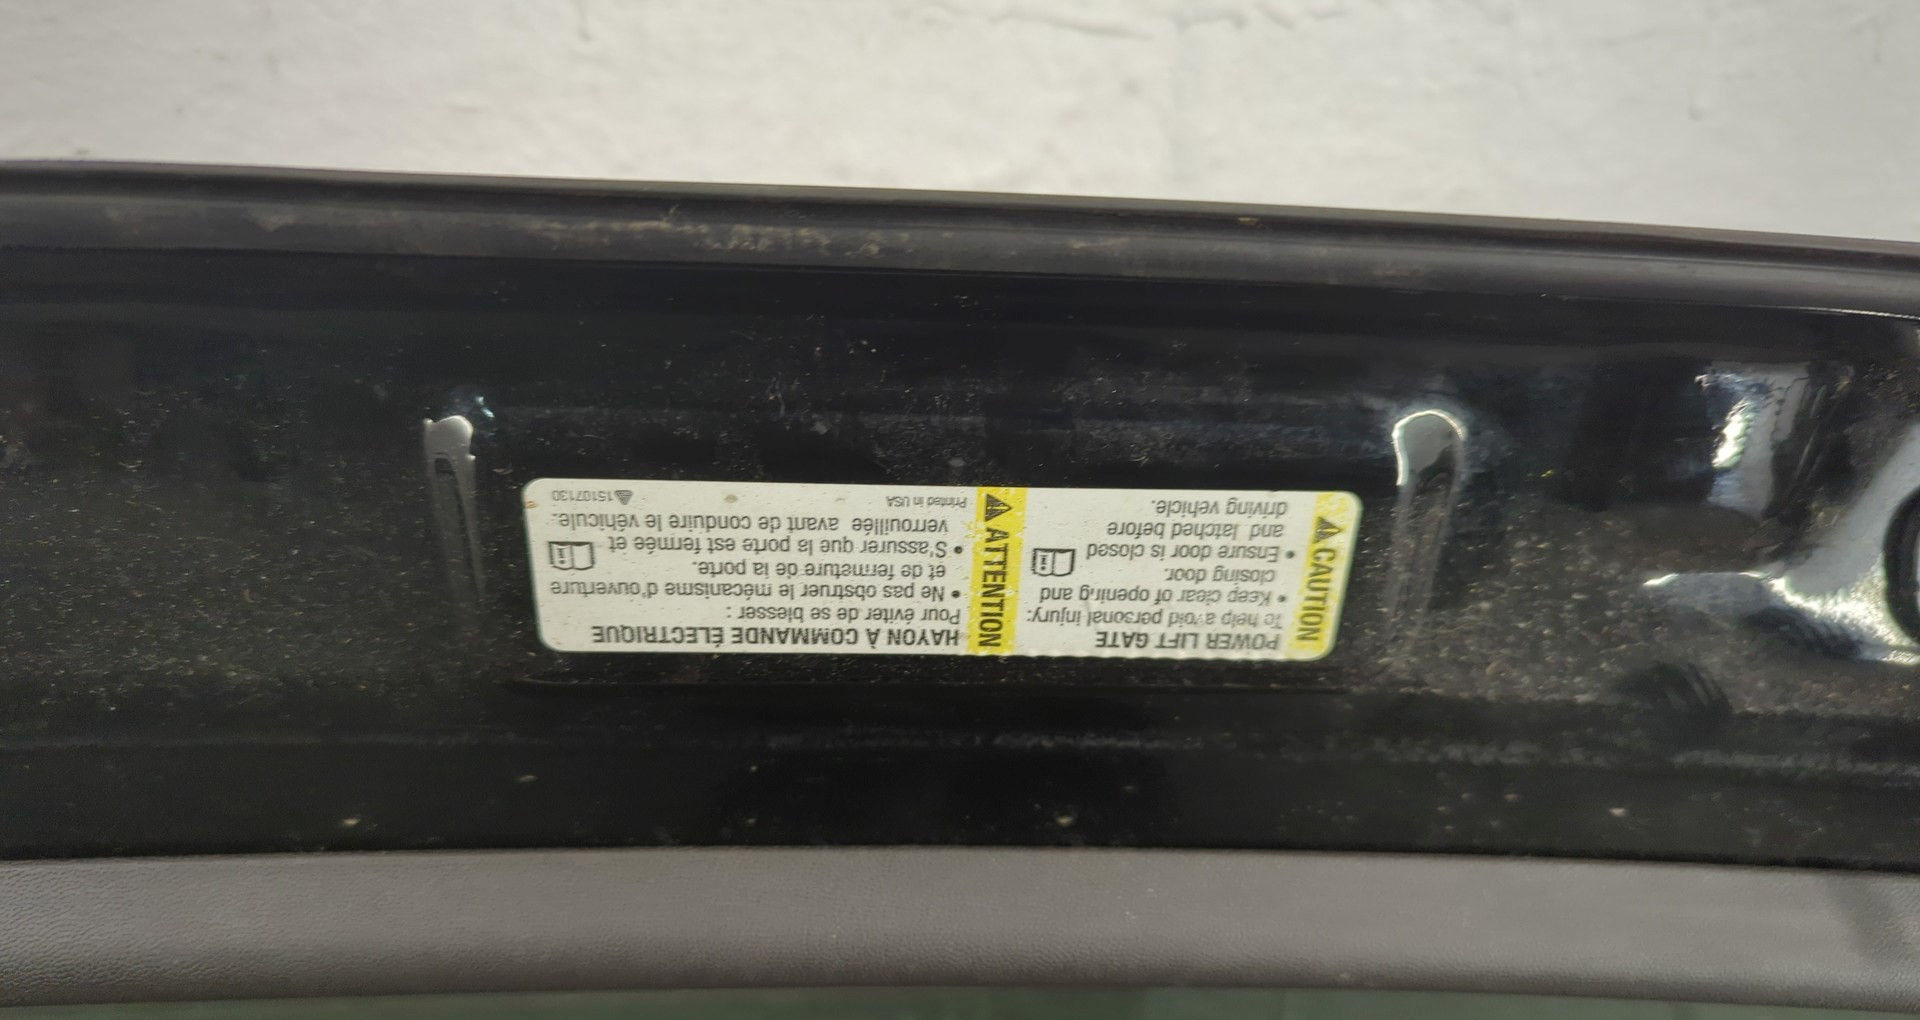 CAUTION
POWER LIFT GATE
To help avoid personal injury:
• Keep clear of opening and
closing door.
• Ensure door is closed
and latched before
driving vehicle.
ATTENTION
HAYON À COMMANDE ÉLECTRIQUE
Pour éviter de se blesser :
• Ne pas obstruer le mécanisme d'ouverture
et de fermeture de la porte.
• S'assurer que la porte est fermée et
verrouillée avant de conduire le véhicule.
Printed in USA 15107130